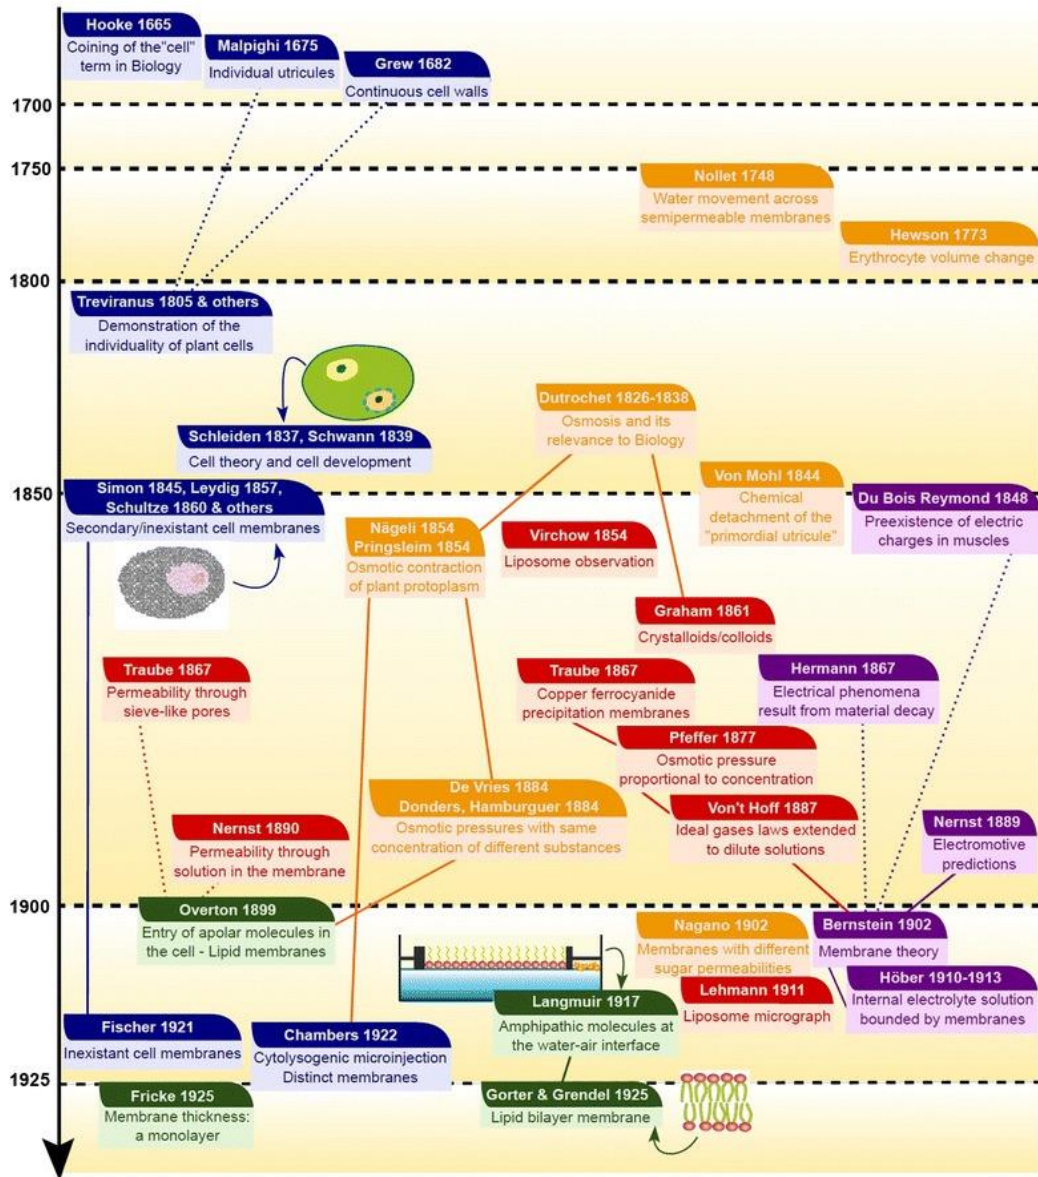 Hooke 1665
Coining of the"cell"
term in Biology
Malpighi 1675
Individual utricules
Grew 1682
Continuous cell walls
1700
1750
Nollet 1748
Water movement across
semipermeable membranes
Hewson 1773
Erythrocyte volume change
1800
Treviranus 1805 & others
Demonstration of the
individuality of plant cells
Schleiden 1837, Schwann 1839
Cell theory and cell development
Dutrochet 1826-1838
Osmosis and its
relevance to Biology
1850
Simon 1845, Leydig 1857,
Schultze 1860 & others
Secondary/inexistant cell membranes
Von Mohl 1844
Chemical
detachment of the
"primordial utricule"
Du Bois Reymond 1848
Preexistence of electric
charges in muscles
Nägeli 1854
Pringsleim 1854
Osmotic contraction
of plant protoplasm
Virchow 1854
Liposome observation
Graham 1861
Crystalloids/colloids
Traube 1867
Permeability through
sieve-like pores
Traube 1867
Copper ferrocyanide
precipitation membranes
Hermann 1867
Electrical phenomena
result from material decay
Pfeffer 1877
Osmotic pressure
proportional to concentration
De Vries 1884
Donders, Hamburguer 1884
Osmotic pressures with same
concentration of different substances
Von't Hoff 1887
Ideal gases laws extended
to dilute solutions
Nernst 1890
Permeability through
solution in the membrane
Nernst 1889
Electromotive
predictions
1900
Overton 1899
Entry of apolar molecules in
the cell - Lipid membranes
Nagano 1902
Membranes with different
sugar permeabilities
Bernstein 1902
Membrane theory
Lehmann 1911
Liposome micrograph
Höber 1910-1913
Internal electrolyte solution
bounded by membranes
Langmuir 1917
Amphipathic molecules at
the water-air interface
Fischer 1921
Inexistant cell membranes
Chambers 1922
Cytolysogenic microinjection
Distinct membranes
1925
Fricke 1925
Membrane thickness:
a monolayer
Gorter & Grendel 1925
Lipid bilayer membrane